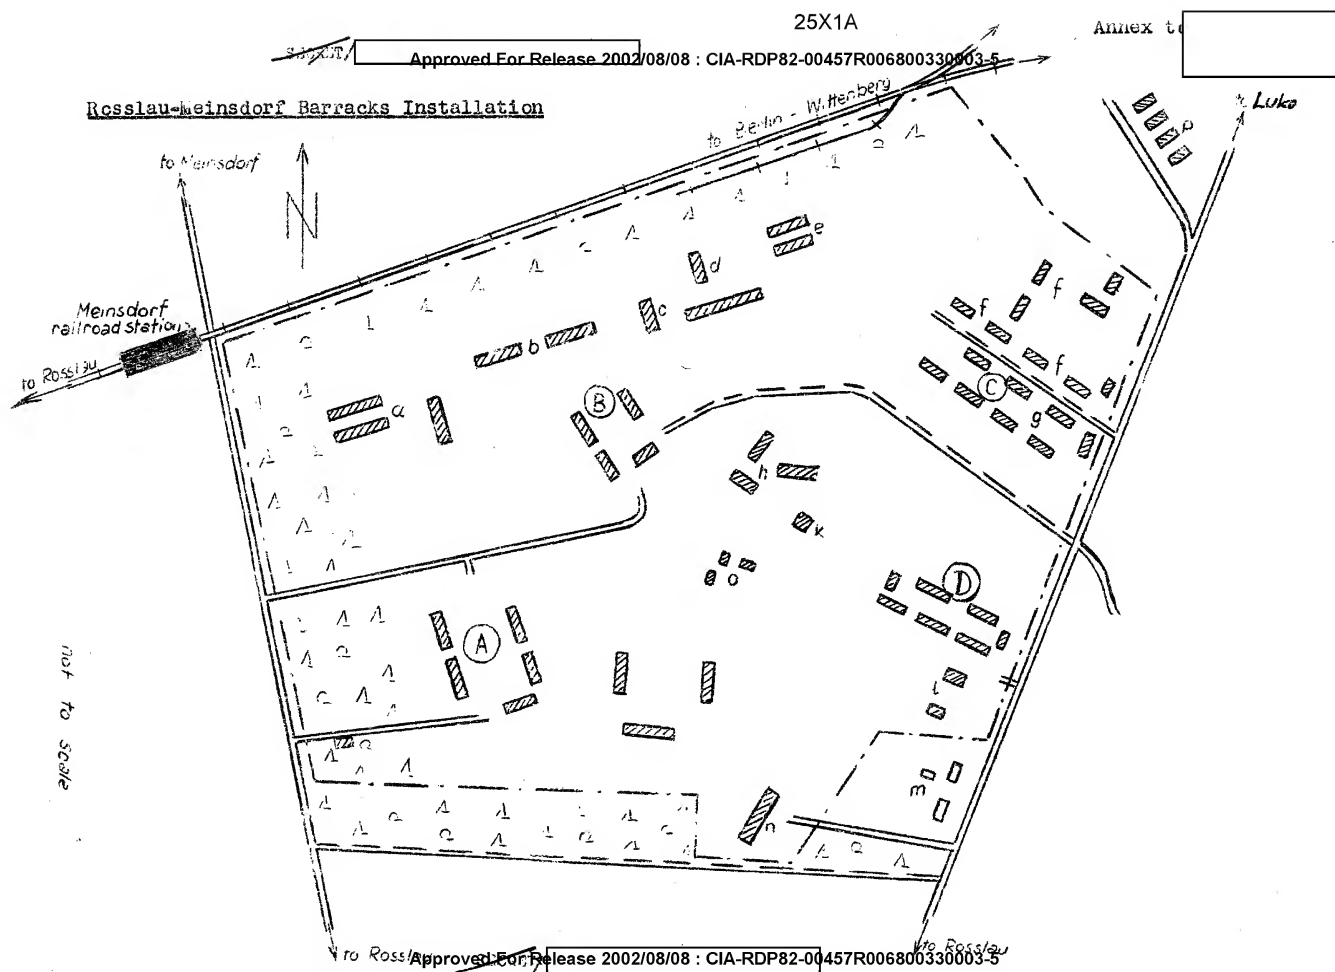 25X1A
Annex to
SECRET/
Approved For Release 2002/08/08 : CIA-RDP82-00457R006800330003-5
Rosslau-Meinsdorf Barracks Installation
to Berlin - Wittenberg
to Luko
p
to Meinsdorf
N
e
d
f
f
Meinsdorf
railroad station
c
b
f
to Rosslau
C
B
a
g
h
k
o
D
A
l
not to scale
m
n
to Rosslau
to Rosslau
Approved For Release 2002/08/08 : CIA-RDP82-00457R006800330003-5